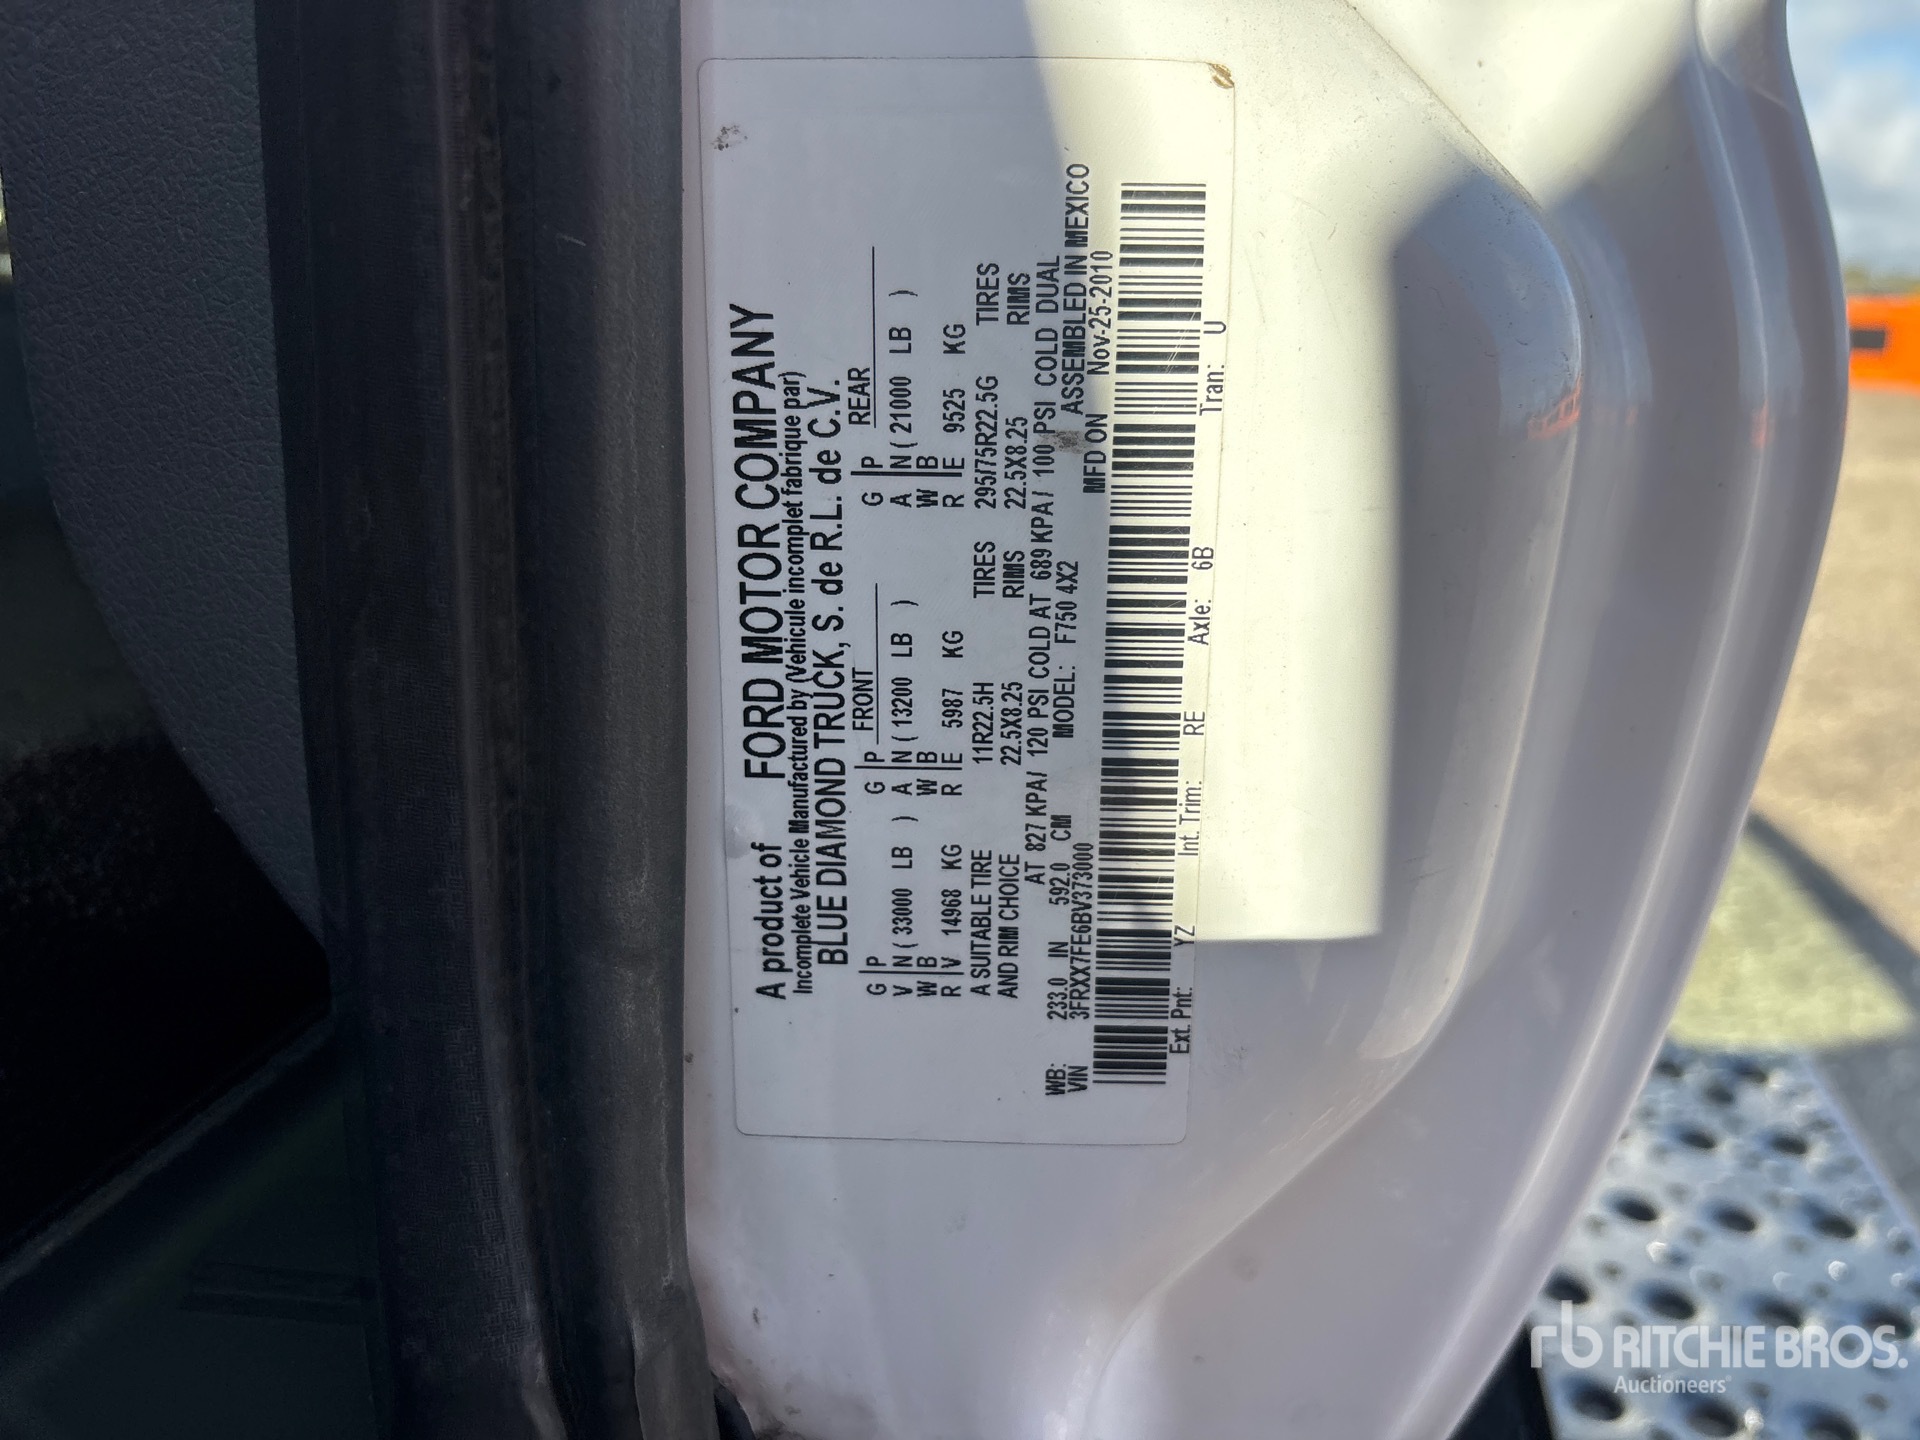 A product of FORD MOTOR COMPANY
Incomplete Vehicle Manufactured by (Vehicule incomplet fabrique par)
BLUE DIAMOND TRUCK, S. de R.L. de C.V.
FRONT REAR
G P G P G P
V N ( 33000 LB ) A N ( 13200 LB ) A N ( 21000 LB )
W B W B W B
R V 14968 KG R E 5987 KG R E 9525 KG
A SUITABLE TIRE 11R22.5H TIRES 295/75R22.5G TIRES
AND RIM CHOICE 22.5X8.25 RIMS 22.5X8.25 RIMS
AT 827 KPA/ 120 PSI COLD AT 689 KPA/ 100 PSI COLD DUAL
WB: 233.0 IN 592.0 CM MODEL: F750 4X2 ASSEMBLED IN MEXICO
VIN 3FRXX7FE6BV373000 MFD ON Nov-25-2010
Ext. Pnt: YZ Int. Trim: RE Axle: 6B Tran: U
rb RITCHIE BROS.
Auctioneers